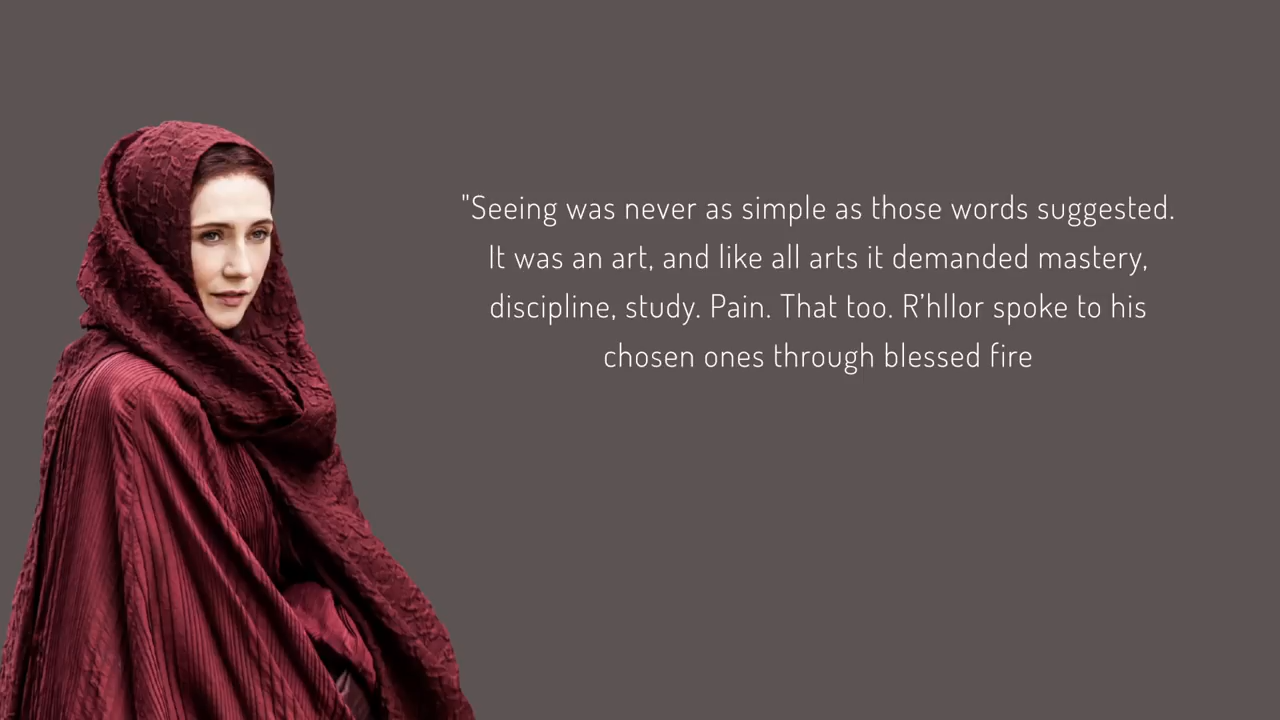 "Seeing was never as simple as those words suggested.
It was an art, and like all arts it demanded mastery,
discipline, study. Pain. That too. R’hllor spoke to his
chosen ones through blessed fire